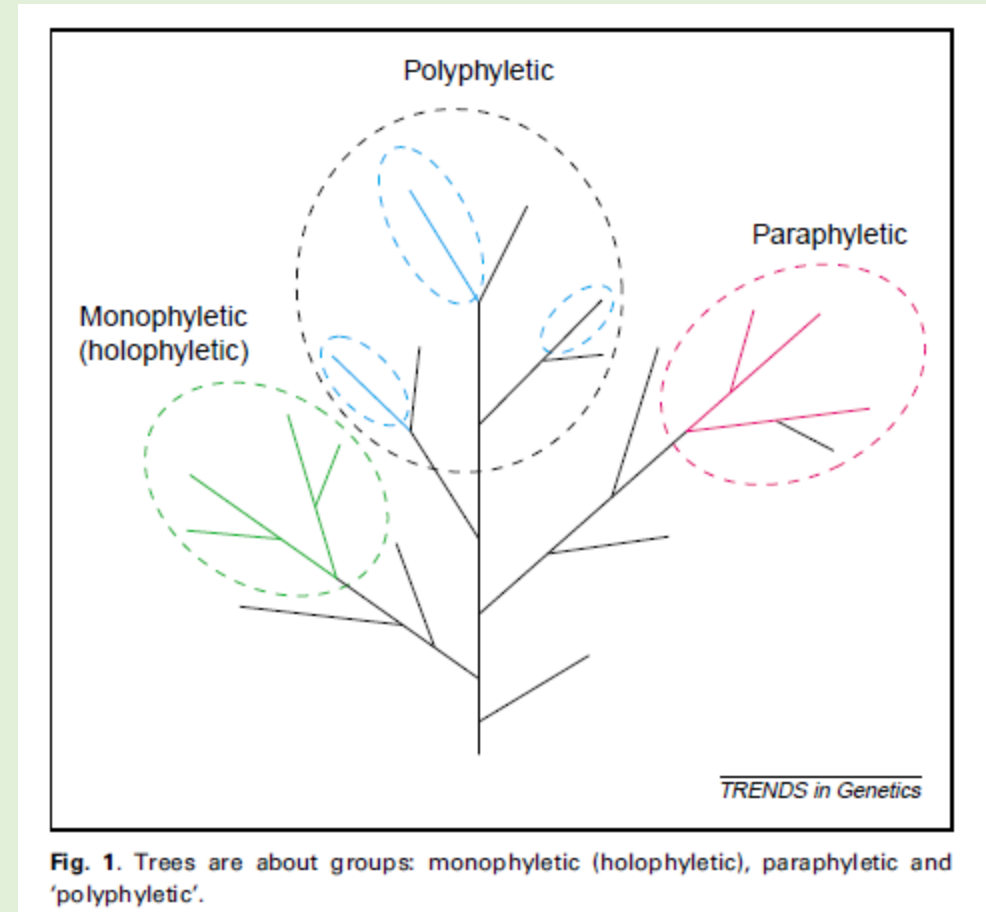 Polyphyletic
Paraphyletic
Monophyletic
(holophyletic)
TRENDS in Genetics
Fig. 1. Trees are about groups: monophyletic (holophyletic), paraphyletic and
‘polyphyletic’.